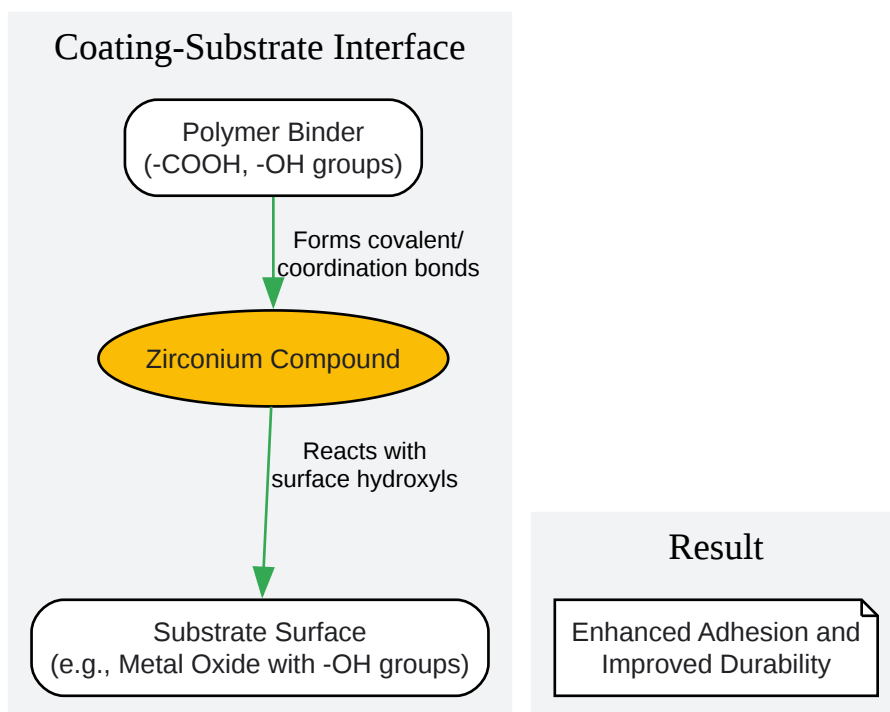 Coating-Substrate Interface
Polymer Binder
(-COOH, -OH groups)
Forms covalent/
coordination bonds
Zirconium Compound
Reacts with
surface hydroxyls
Substrate Surface
(e.g., Metal Oxide with -OH groups)
Result
Enhanced Adhesion and
Improved Durability